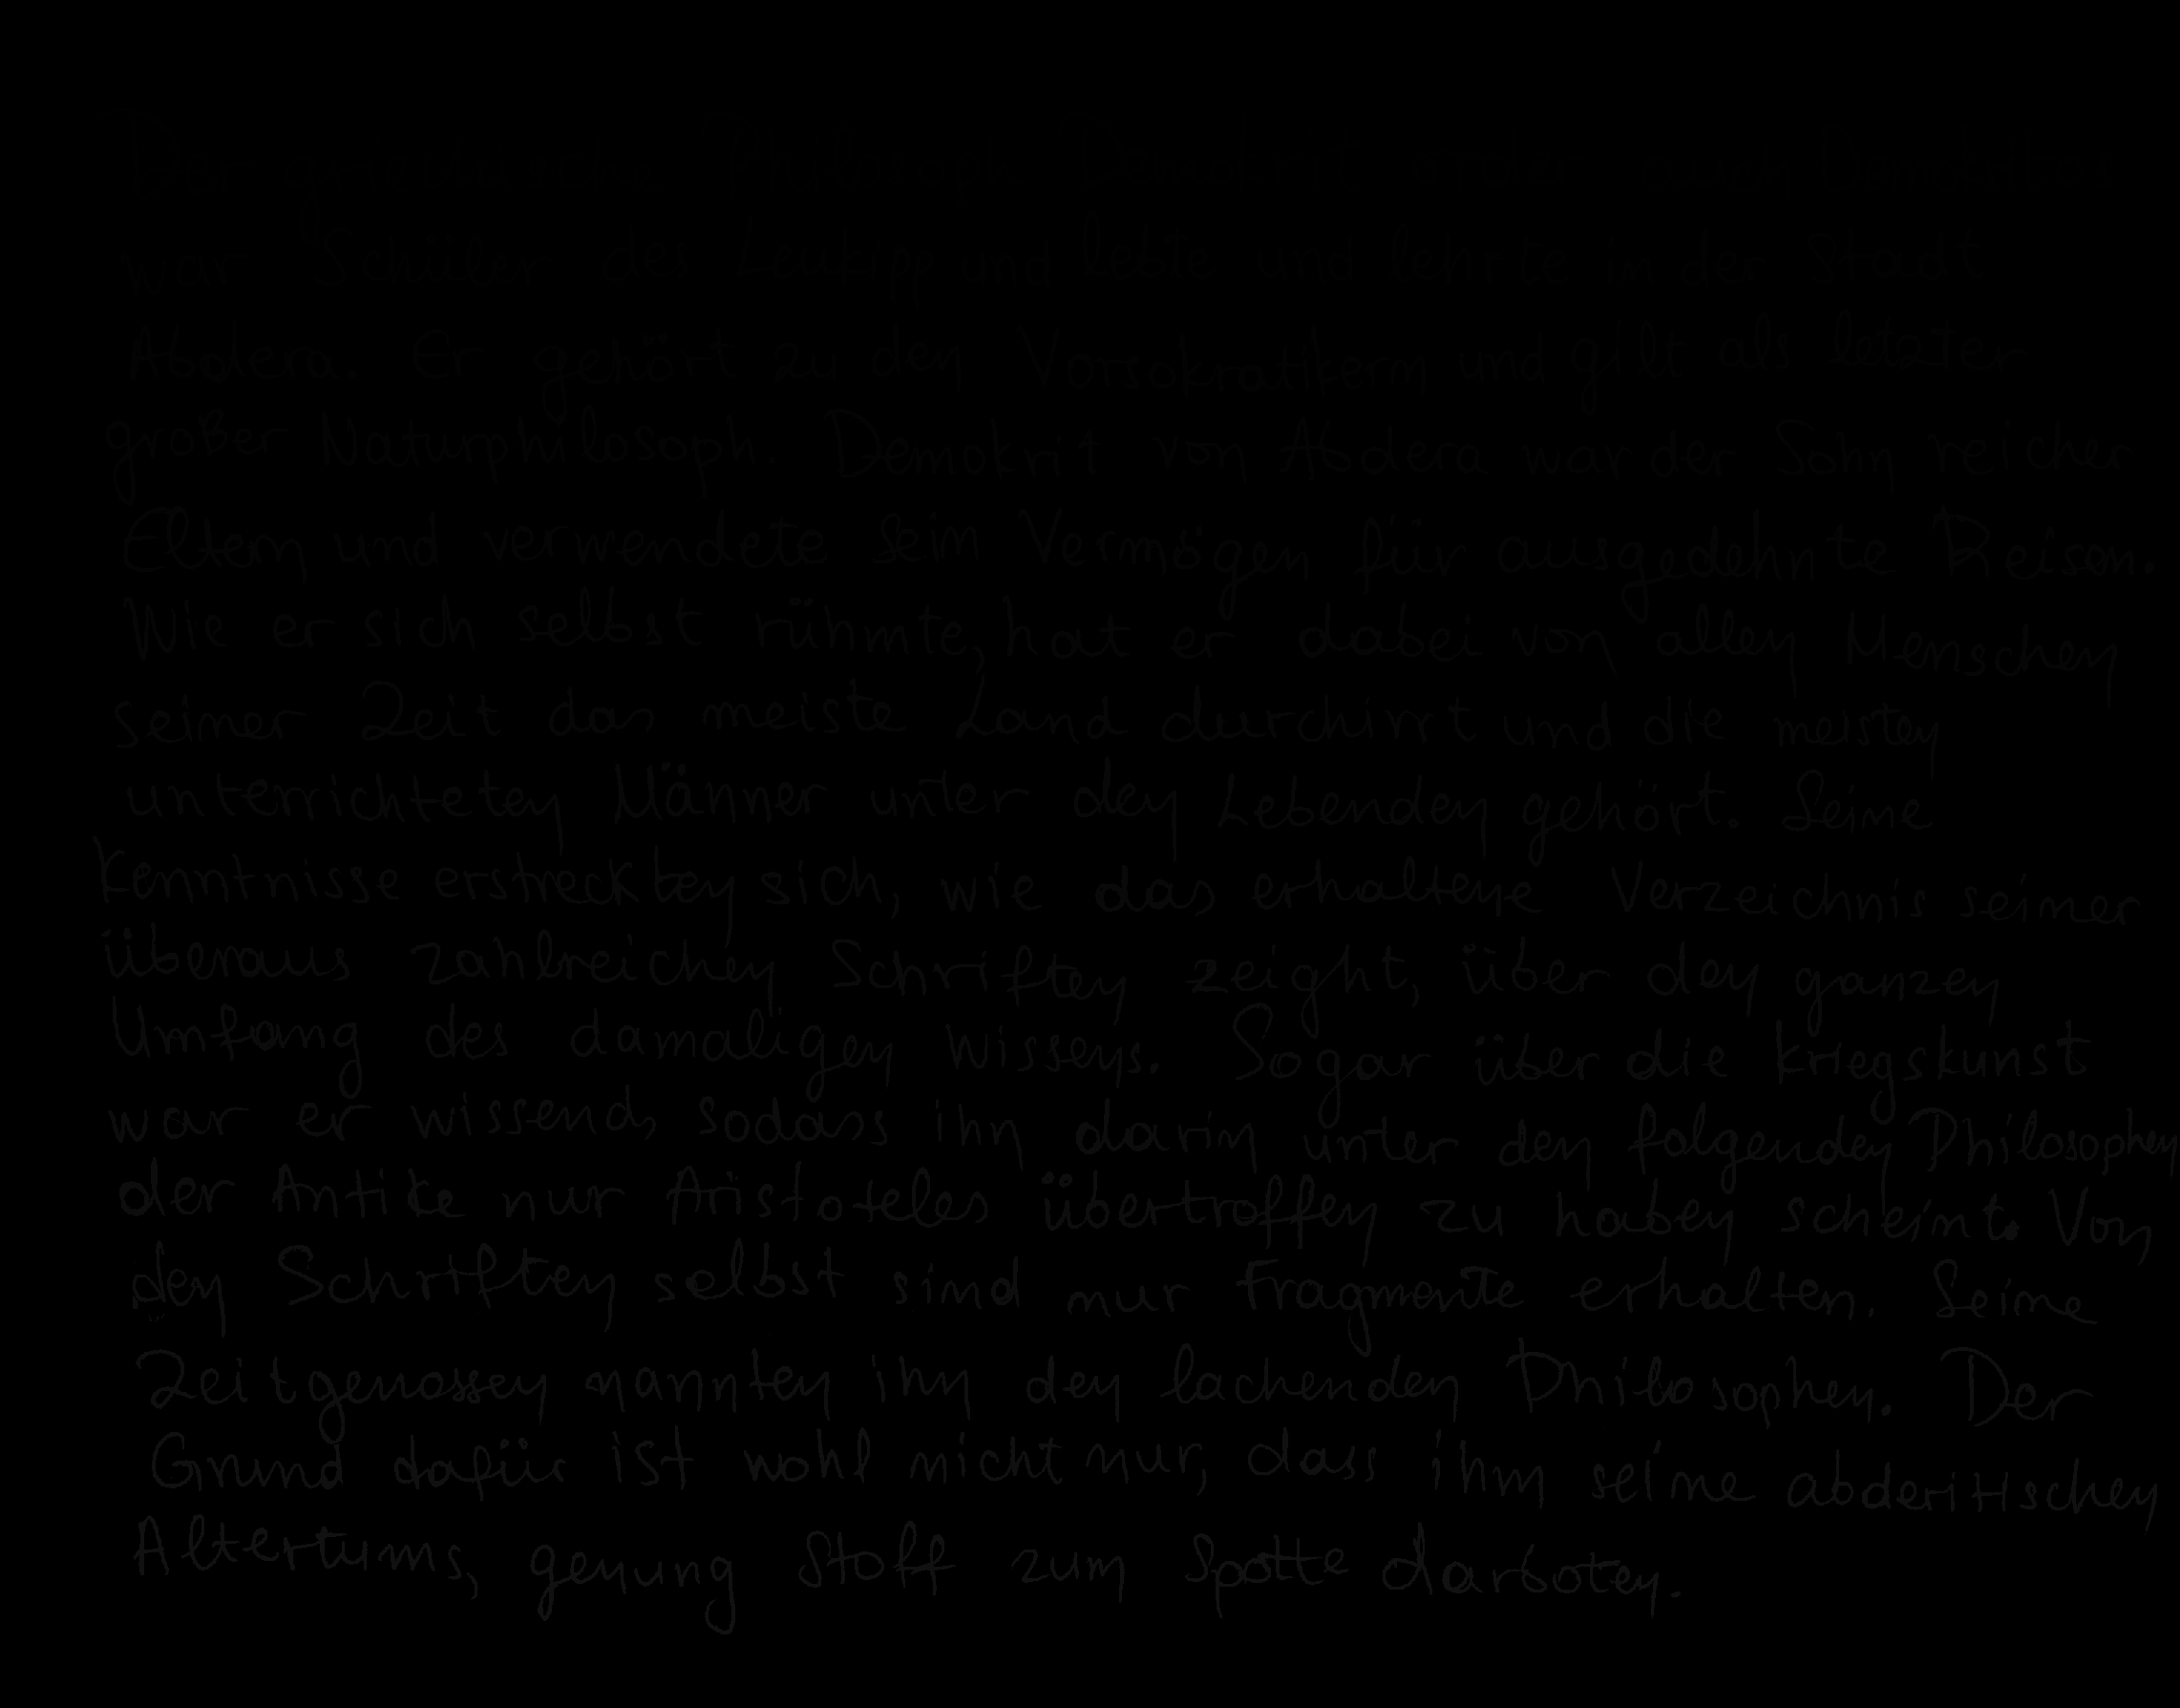 war Schüler des Leukipp und lebte und lehrte in der Stadt
Abdera. Er gehört zu den Vorsokratikern und gilt als letzter
großer Naturphilosoph. Demokrit von Abdera war der Sohn reicher
Eltern und verwendete sein Vermögen für ausgedehnte Reisen.
Wie er sich selbst rühmte, hat er dabei von allen Menschen
seiner Zeit das meiste Land durchirrt und die meisten
unterrichteten Männer unter den Lebenden gehört. Seine
Kenntnisse erstreckten sich, wie das erhaltene Verzeichnis seiner
überaus zahlreichen Schriften zeight, über den ganzen
Umfang des damaligen wissens. Sogar über die kriegskunst
war er wissend, sodass ihn darin unter den folgenden Philosophen
der Antike nur Aristoteles übertroffen zu haben scheint. Von
den Schriften selbst sind nur Fragmente erhalten. Seine
Zeitgenossen nannten ihn den lachenden Philosophen. Der
Grund dafür ist wohl nicht nur, dass ihm seine abderitischen
Altertums, genung Stoff zum Spotte darboten.